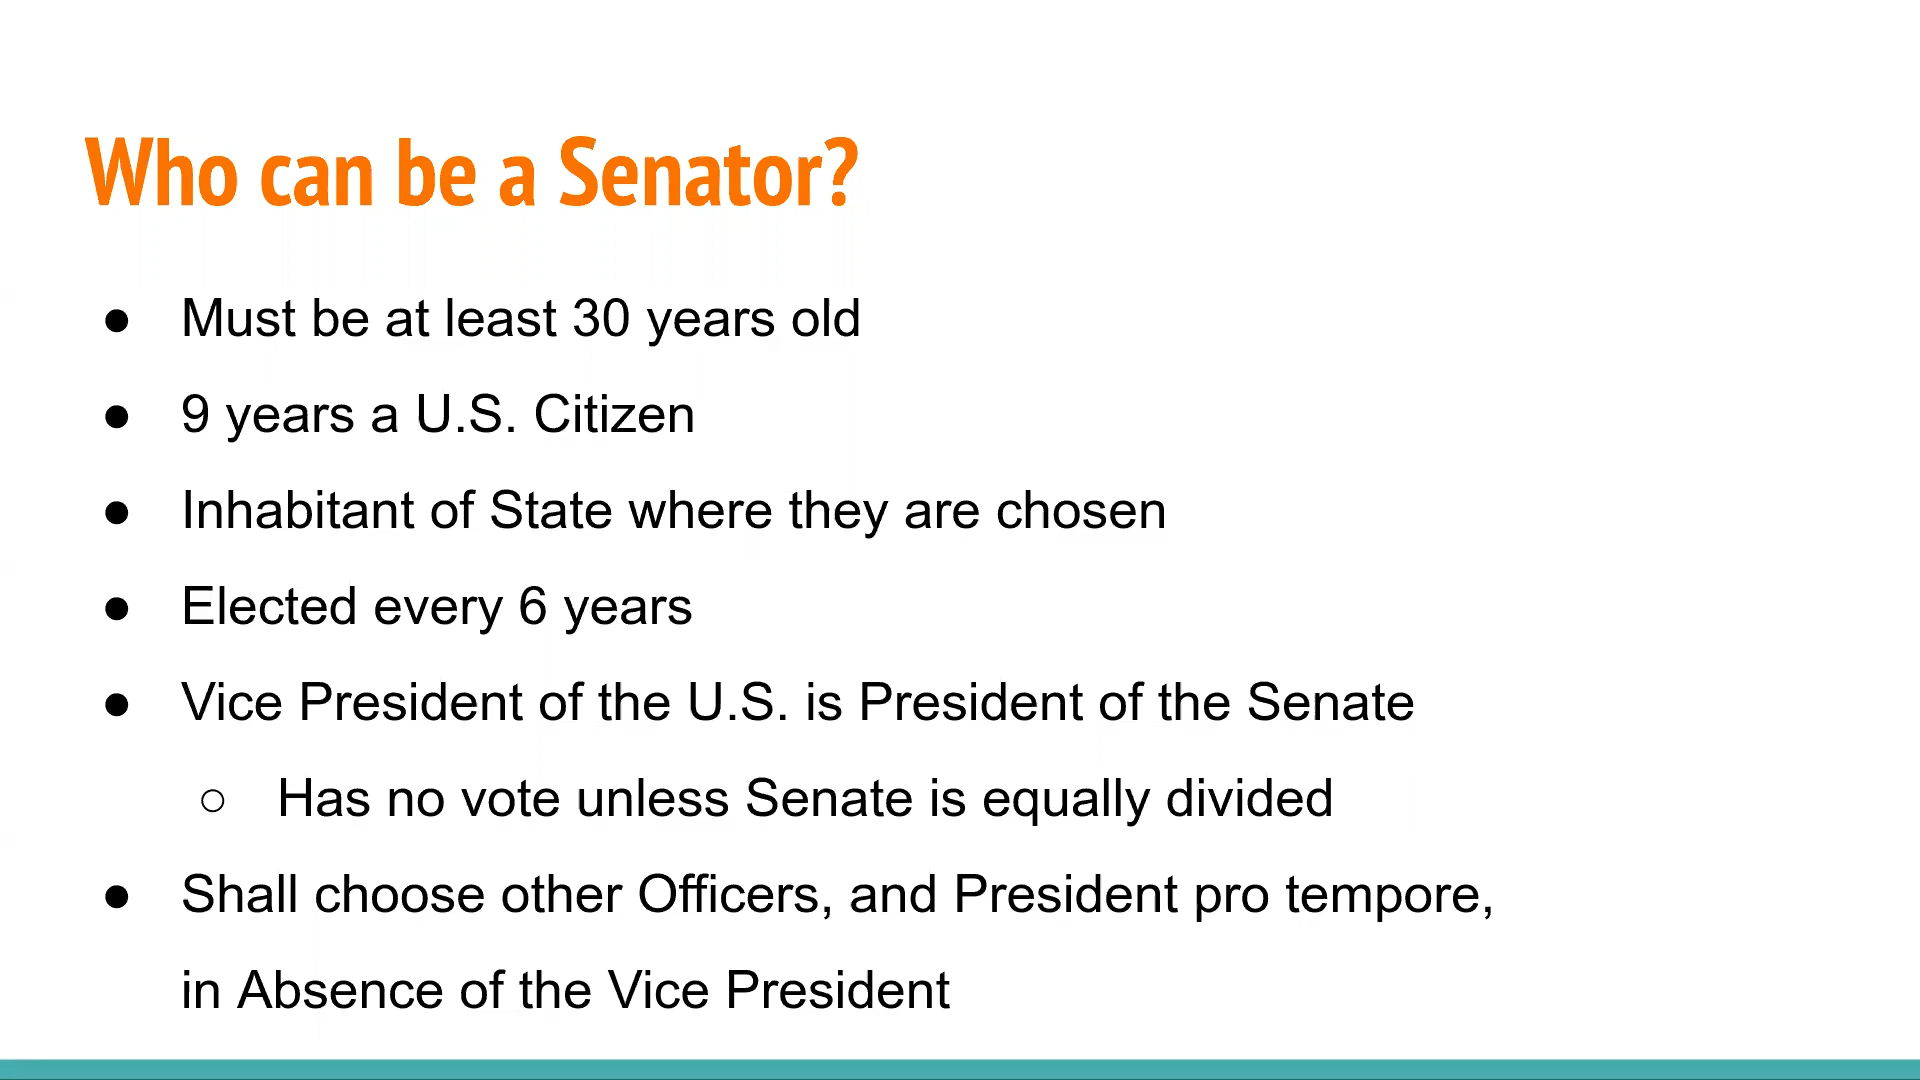 Who can be a Senator?
● Must be at least 30 years old
● 9 years a U.S. Citizen
● Inhabitant of State where they are chosen
● Elected every 6 years
● Vice President of the U.S. is President of the Senate
○ Has no vote unless Senate is equally divided
● Shall choose other Officers, and President pro tempore,
in Absence of the Vice President